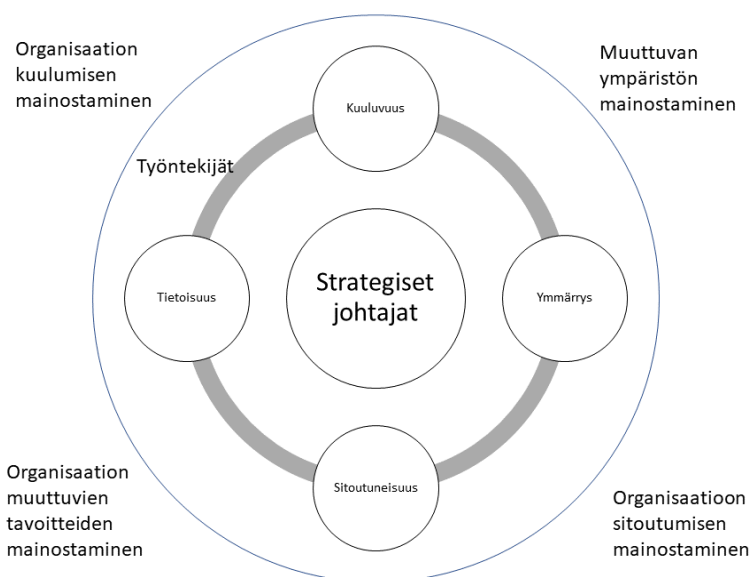 Organisaation
kuulumisen
mainostaminen
Muuttuvan
ympäristön
mainostaminen
Kuuluvuus
Työntekijät
Tietoisuus
Strategiset
johtajat
Ymmärrys
Sitoutuneisuus
Organisaation
muuttuvien
tavoitteiden
mainostaminen
Organisaatioon
sitoutumisen
mainostaminen